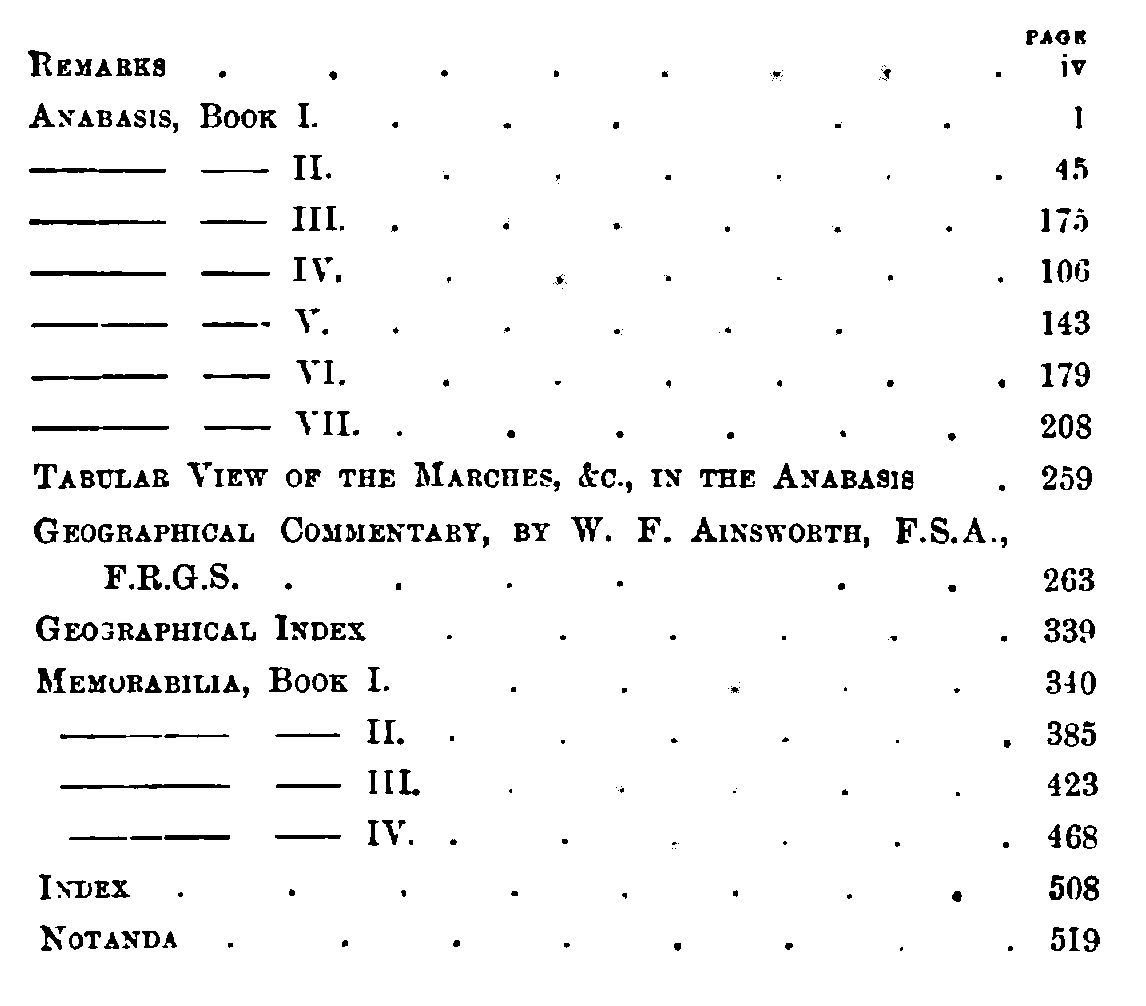 PAGE
REMARKS . . . . . . . . iv
ANABASIS, BOOK I. . . . . . 1
——— —— II. . . . . . . 45
——— —— III. . . . . . . 175
——— —— IV. . . . . . . 106
——— —— V. . . . . . 143
——— —— VI. . . . . . . 179
——— —— VII. . . . . . . 208
TABULAR VIEW OF THE MARCHES, &c., IN THE ANABASIS . 259
GEOGRAPHICAL COMMENTARY, BY W. F. AINSWORTH, F.S.A.,
F.R.G.S. . . . . . . 263
GEOGRAPHICAL INDEX . . . . . . 339
MEMORABILIA, BOOK I. . . . . . 340
——— —— II. . . . . . . 385
——— —— III. . . . . . 423
——— —— IV. . . . . . . 468
INDEX . . . . . . . . 508
NOTANDA . . . . . . . . 519